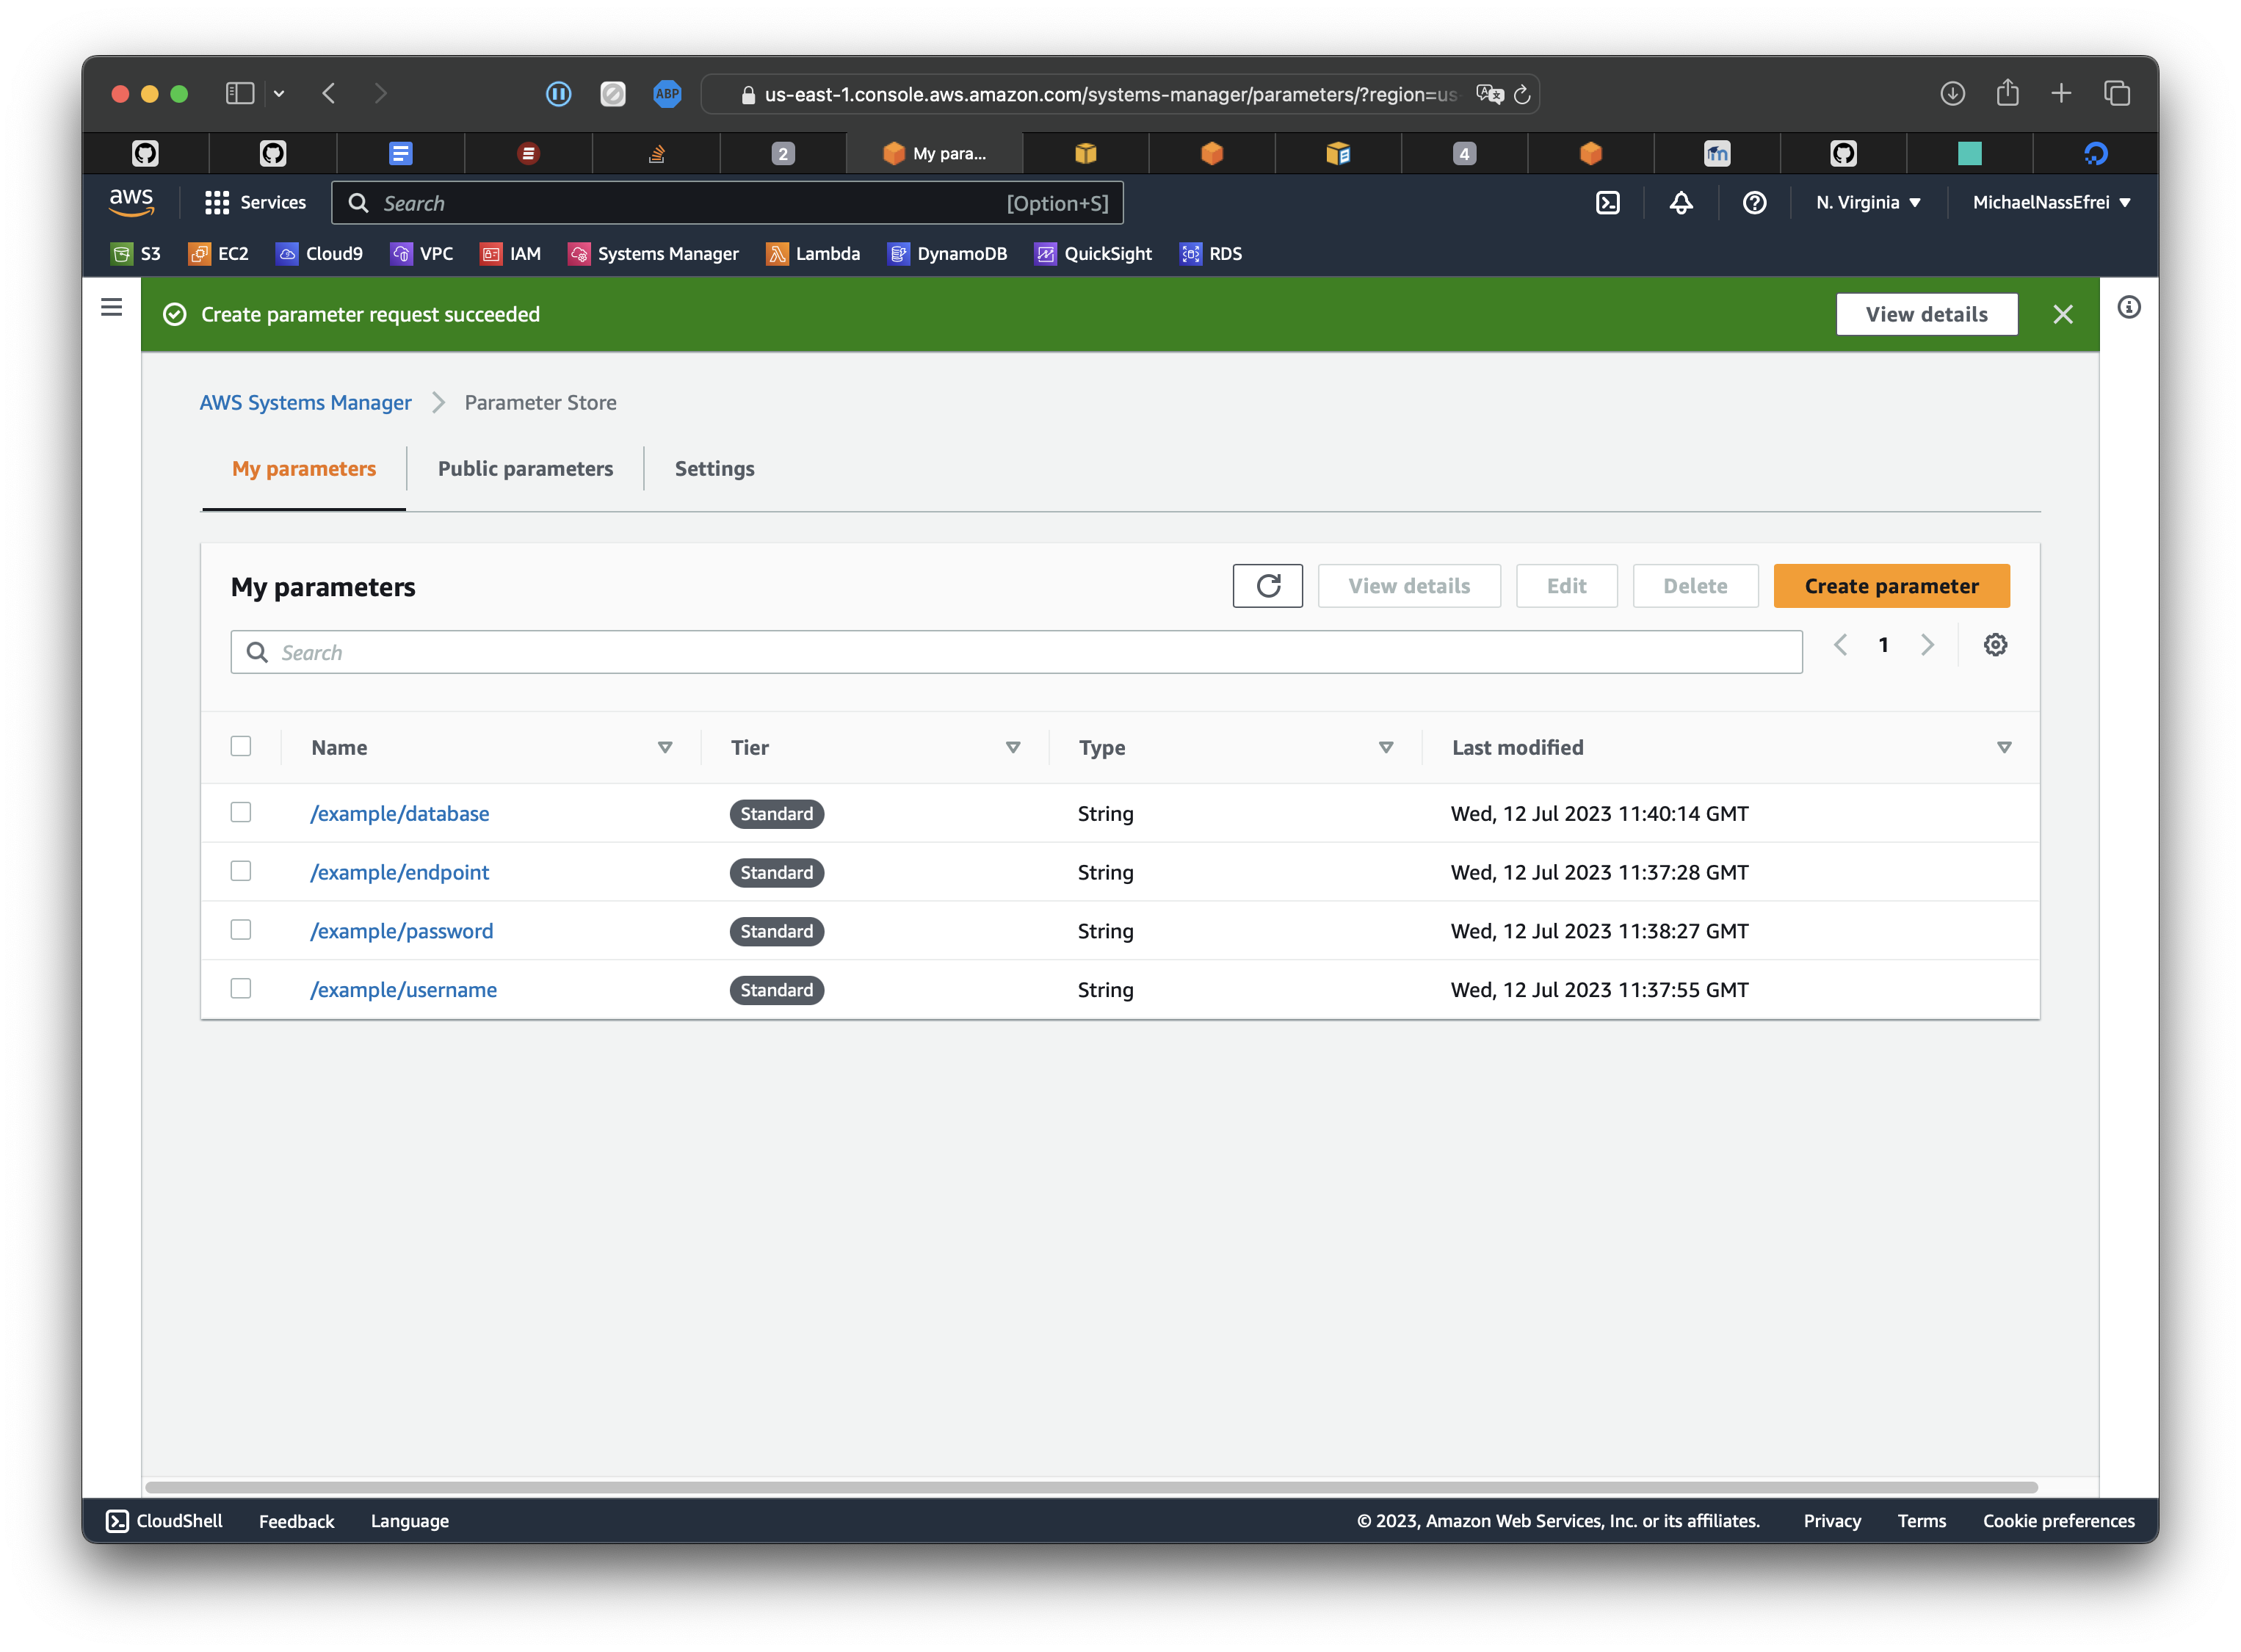 ABP us-east-1.console.aws.amazon.com/systems-manager/parameters/?region=us-
2 My para... 4
aws Services Search [Option+S] N. Virginia MichaelNassEfrei
S3 EC2 Cloud9 VPC IAM Systems Manager Lambda DynamoDB QuickSight RDS
Create parameter request succeeded View details
AWS Systems Manager Parameter Store
My parameters Public parameters Settings
My parameters View details Edit Delete Create parameter
Search 1
Name Tier Type Last modified
/example/database Standard String Wed, 12 Jul 2023 11:40:14 GMT
/example/endpoint Standard String Wed, 12 Jul 2023 11:37:28 GMT
/example/password Standard String Wed, 12 Jul 2023 11:38:27 GMT
/example/username Standard String Wed, 12 Jul 2023 11:37:55 GMT
CloudShell Feedback Language © 2023, Amazon Web Services, Inc. or its affiliates. Privacy Terms Cookie preferences